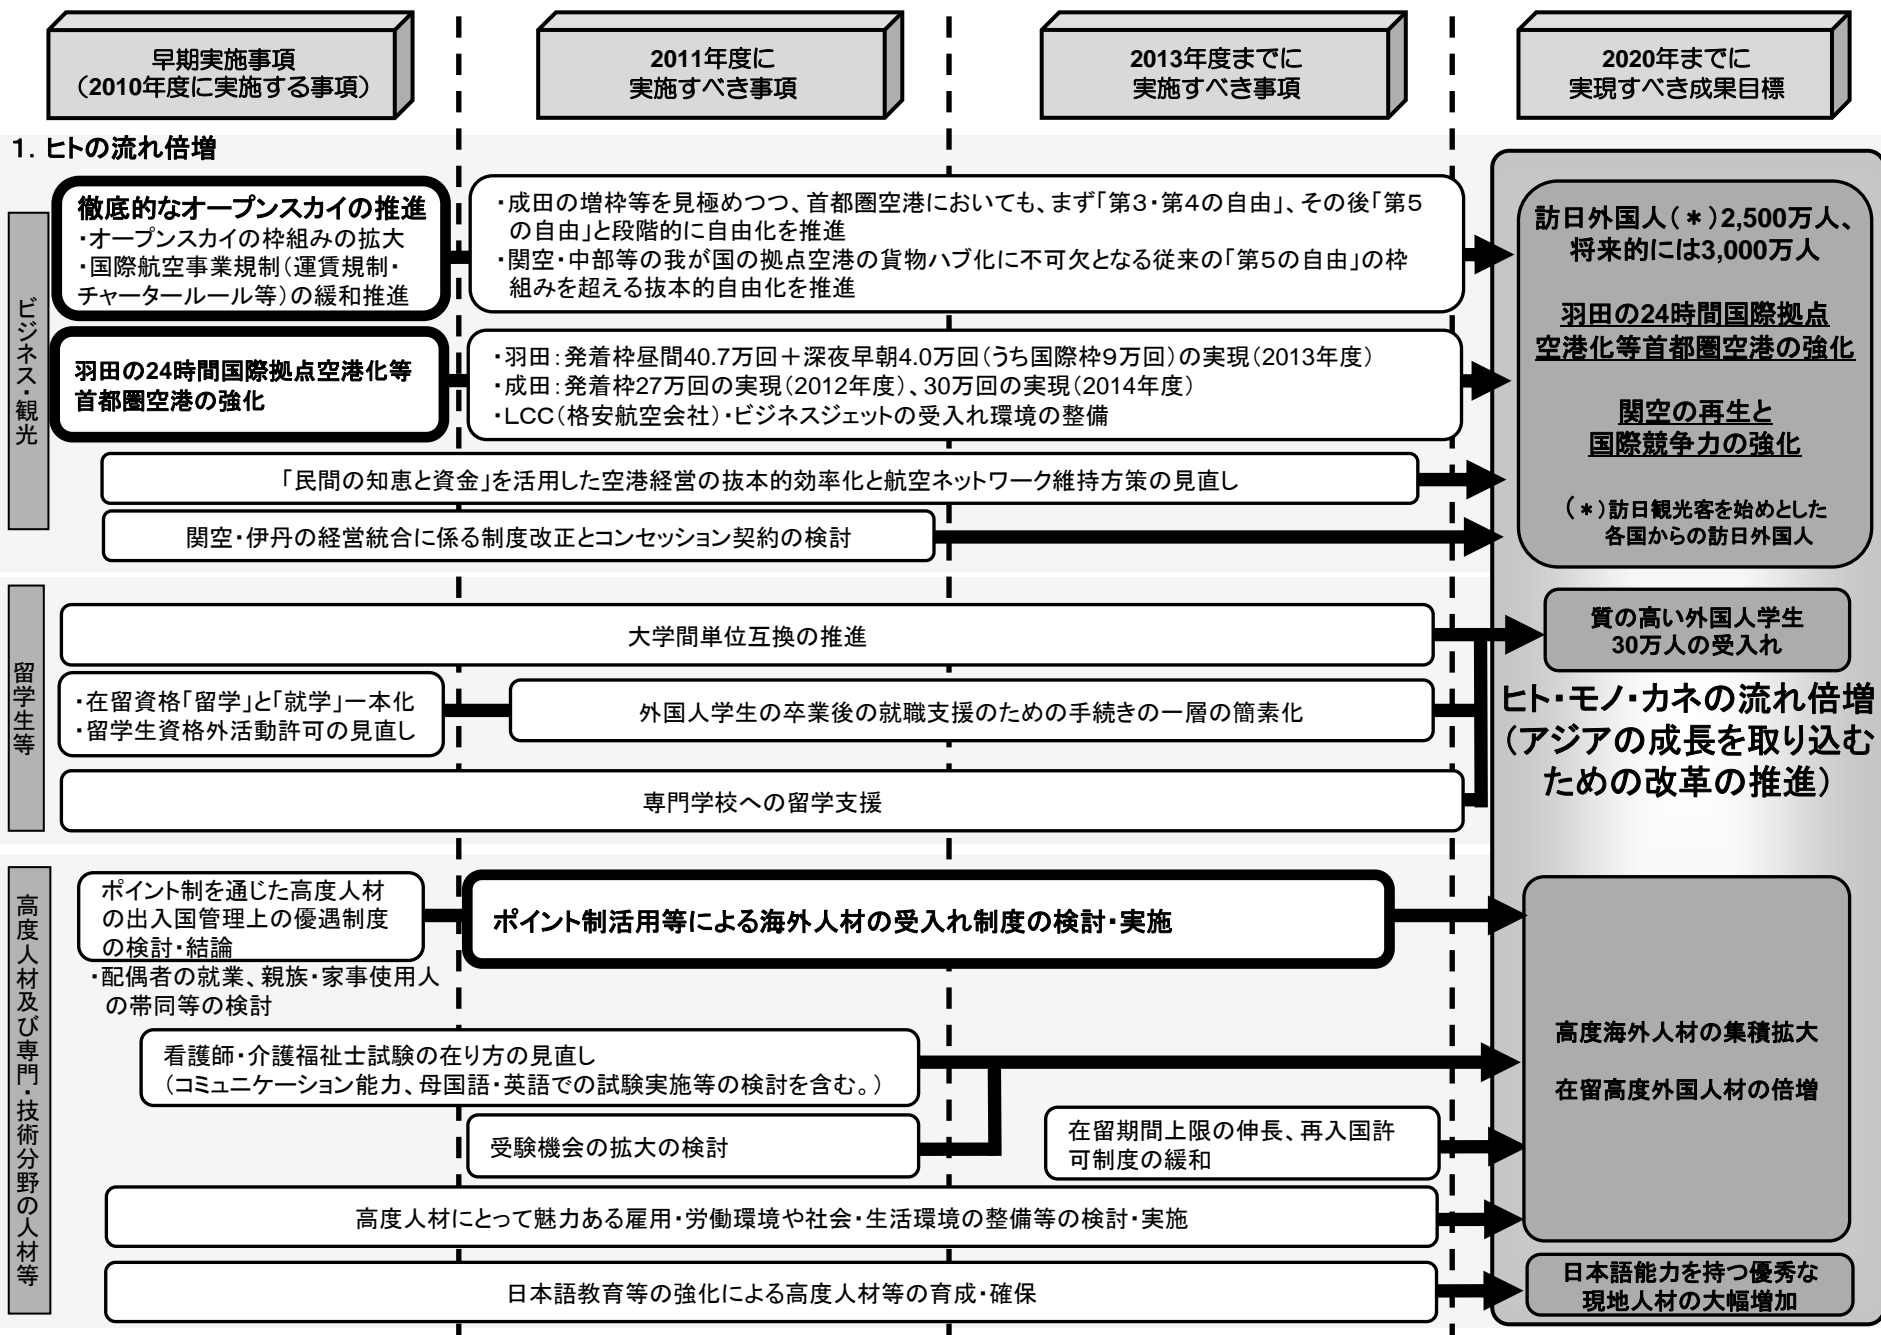 早期実施事項
（2010年度に実施する事項）
2011年度に
実施すべき事項
2013年度までに
実施すべき事項
2020年までに
実現すべき成果目標
１．ヒトの流れ倍増
ビジネス・観光
徹底的なオープンスカイの推進
・オープンスカイの枠組みの拡大
・国際航空事業規制（運賃規制・
チャータールール等）の緩和推進
・成田の増枠等を見極めつつ、首都圏空港においても、まず「第３・第４の自由」、その後「第５
の自由」と段階的に自由化を推進
・関空・中部等の我が国の拠点空港の貨物ハブ化に不可欠となる従来の「第５の自由」の枠
組みを超える抜本的自由化を推進
羽田の24時間国際拠点空港化等
首都圏空港の強化
・羽田：発着枠昼間40.7万回＋深夜早朝4.0万回（うち国際枠９万回）の実現（2013年度）
・成田：発着枠27万回の実現（2012年度）、30万回の実現（2014年度）
・LCC（格安航空会社）・ビジネスジェットの受入れ環境の整備
「民間の知恵と資金」を活用した空港経営の抜本的効率化と航空ネットワーク維持方策の見直し
関空・伊丹の経営統合に係る制度改正とコンセッション契約の検討
訪日外国人（＊）2,500万人、
将来的には3,000万人
羽田の24時間国際拠点
空港化等首都圏空港の強化
関空の再生と
国際競争力の強化
（＊）訪日観光客を始めとした
各国からの訪日外国人
留学生等
大学間単位互換の推進
・在留資格「留学」と「就学」一本化
・留学生資格外活動許可の見直し
外国人学生の卒業後の就職支援のための手続きの一層の簡素化
専門学校への留学支援
質の高い外国人学生
30万人の受入れ
ヒト・モノ・カネの流れ倍増
（アジアの成長を取り込む
ための改革の推進）
高度人材及び専門・技術分野の人材等
ポイント制を通じた高度人材
の出入国管理上の優遇制度
の検討・結論
・配偶者の就業、親族・家事使用人
の帯同等の検討
ポイント制活用等による海外人材の受入れ制度の検討・実施
看護師・介護福祉士試験の在り方の見直し
（コミュニケーション能力、母国語・英語での試験実施等の検討を含む。）
受験機会の拡大の検討
在留期間上限の伸長、再入国許
可制度の緩和
高度人材にとって魅力ある雇用・労働環境や社会・生活環境の整備等の検討・実施
日本語教育等の強化による高度人材等の育成・確保
高度海外人材の集積拡大
在留高度外国人材の倍増
日本語能力を持つ優秀な
現地人材の大幅増加